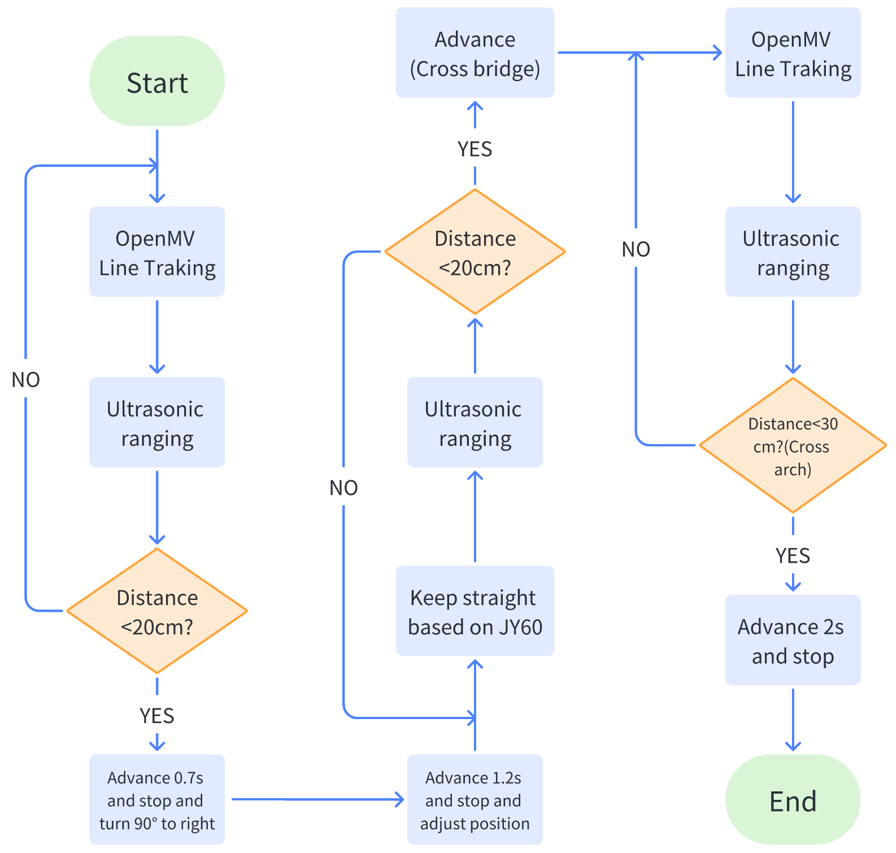 Start
OpenMV
Line Traking
Ultrasonic
ranging
NO
Distance
<20cm?
YES
Advance 0.7s
and stop and
turn 90° to right
Advance 1.2s
and stop and
adjust position
Keep straight
based on JY60
Ultrasonic
ranging
NO
Distance
<20cm?
YES
Advance
(Cross bridge)
OpenMV
Line Traking
Ultrasonic
ranging
NO
Distance<30
cm?(Cross
arch)
YES
Advance 2s
and stop
End